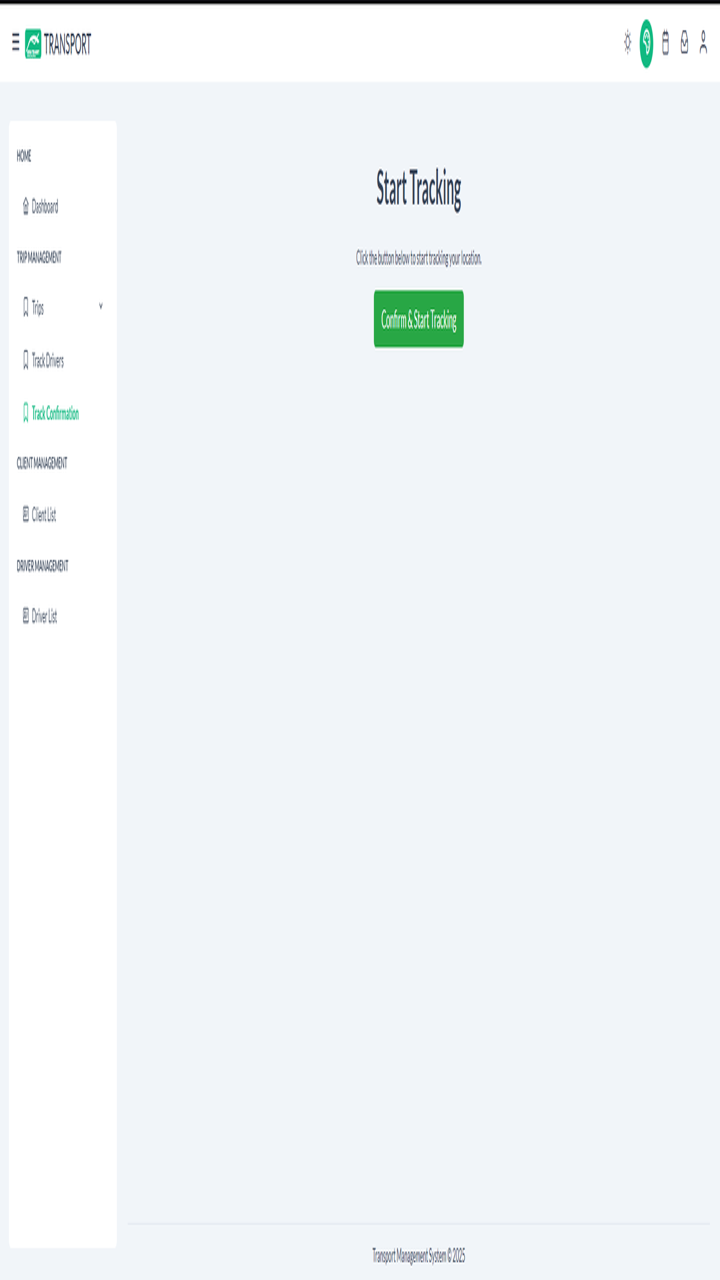 TRANSPORT
HOME
Dashboard
TRIP MANAGEMENT
Trips
Track Drivers
Track Confirmation
CLIENT MANAGEMENT
Client List
DRIVER MANAGEMENT
Driver List
Start Tracking
Click the button below to start tracking your location.
Confirm & Start Tracking
Transport Management System © 2025